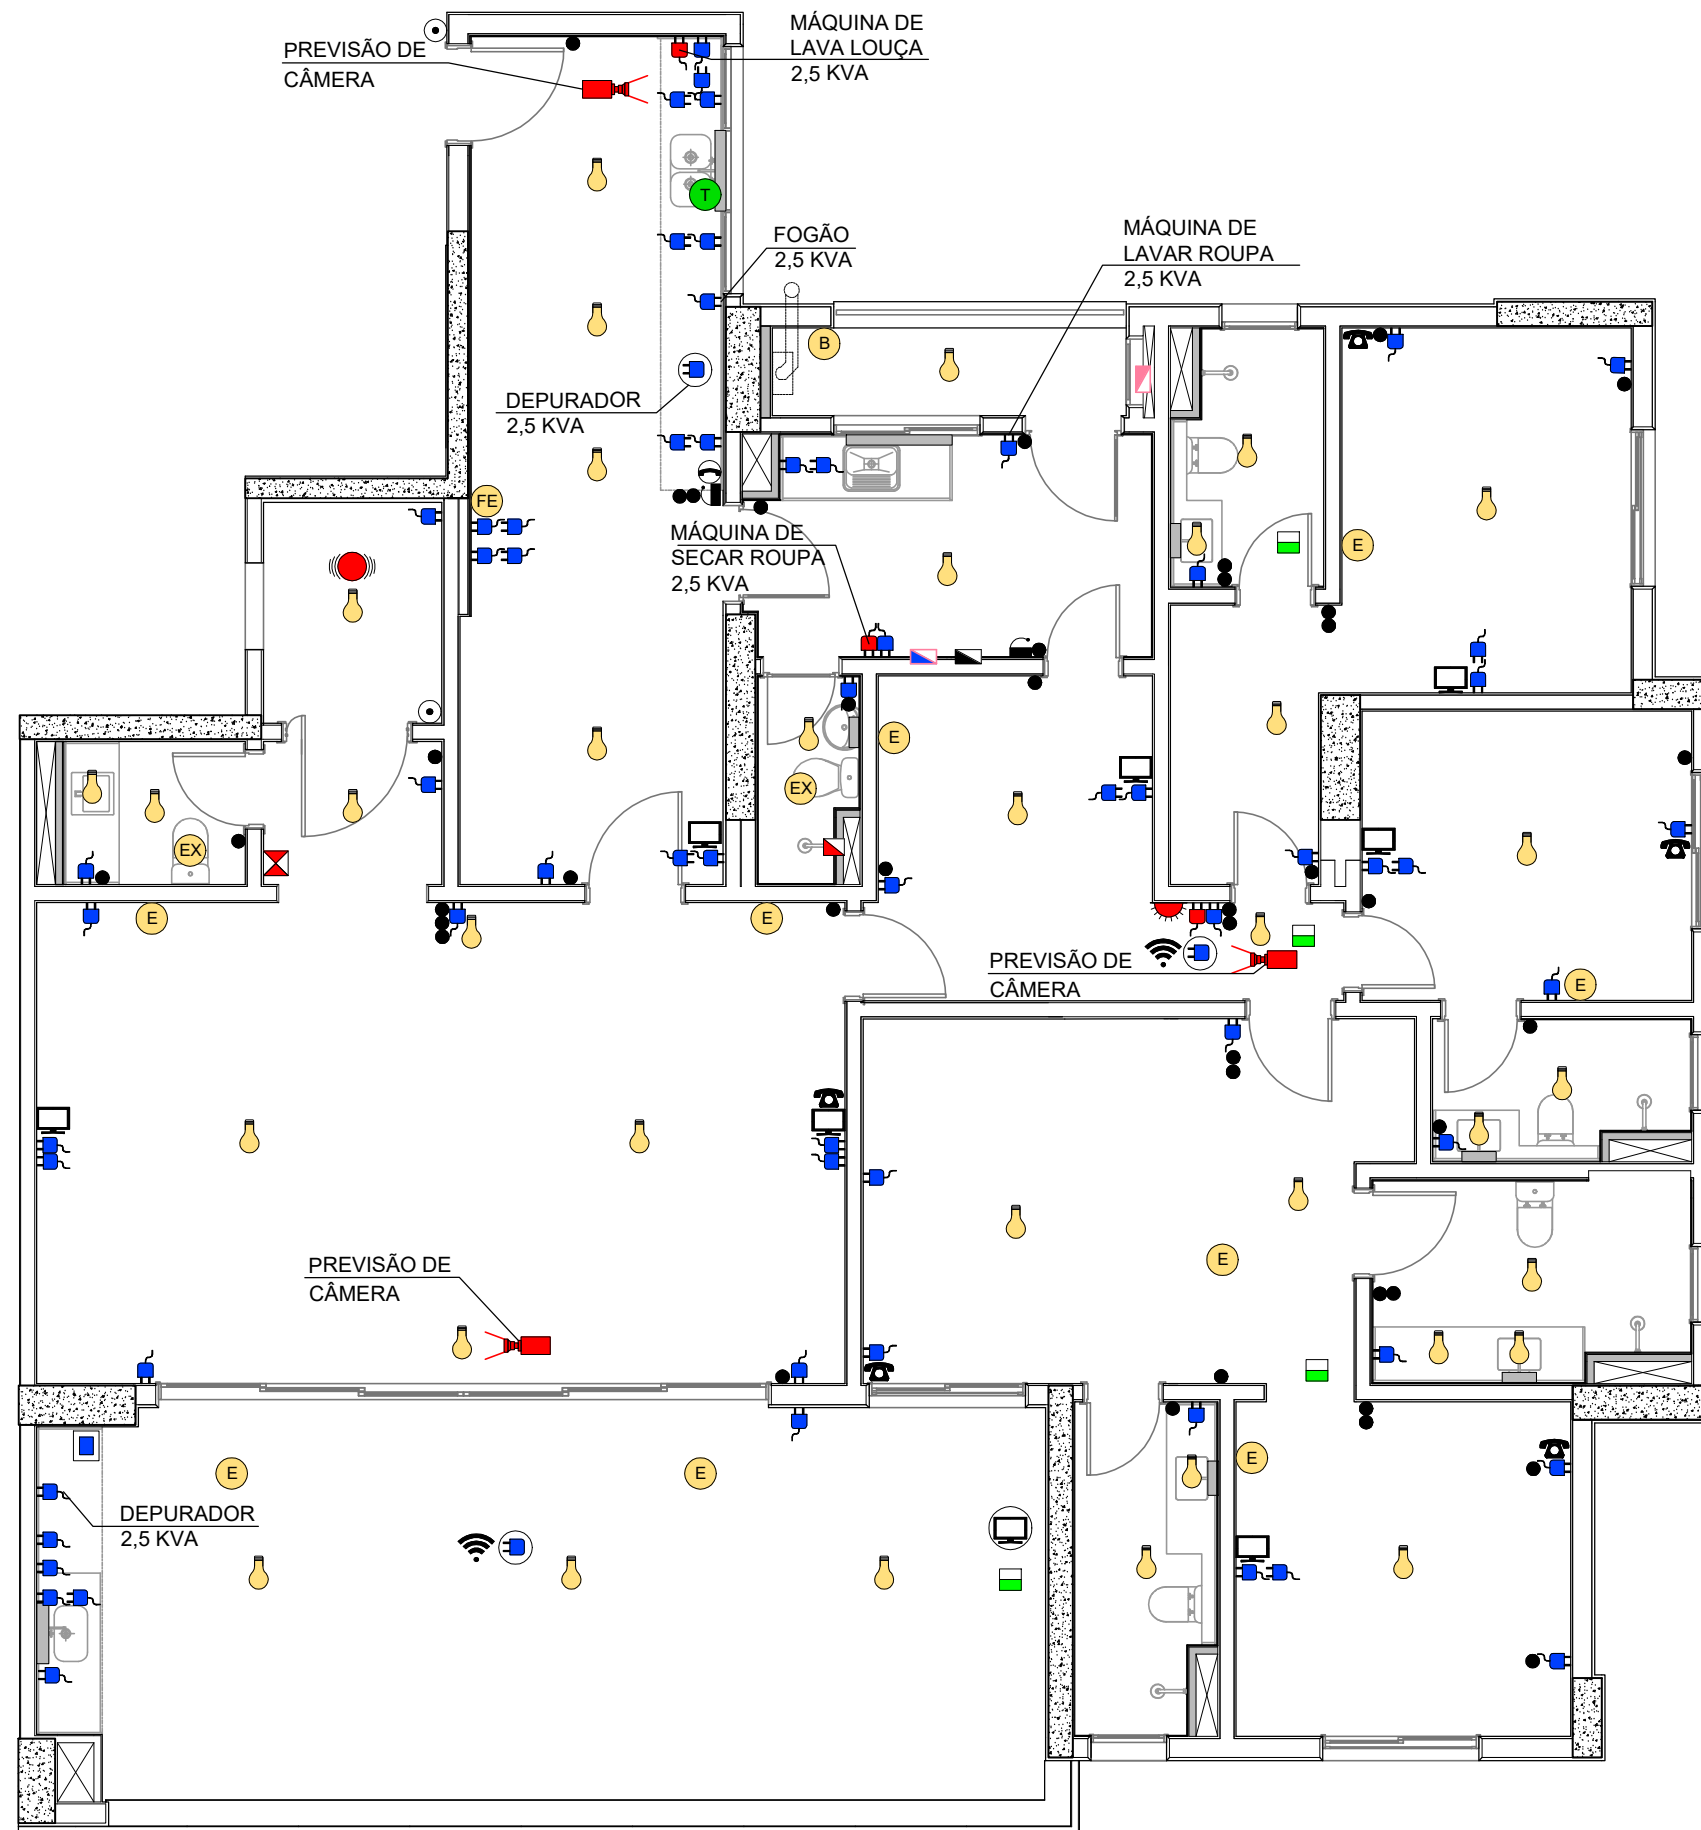 PREVISÃO DE
CÂMERA
MÁQUINA DE
LAVA LOUÇA
2,5 KVA
T
FOGÃO
2,5 KVA
MÁQUINA DE
LAVAR ROUPA
2,5 KVA
B
DEPURADOR
2,5 KVA
FE
MÁQUINA DE
SECAR ROUPA
2,5 KVA
E
E
EX
EX
E
E
PREVISÃO DE
CÂMERA
E
E
PREVISÃO DE
CÂMERA
E
E
E
DEPURADOR
2,5 KVA